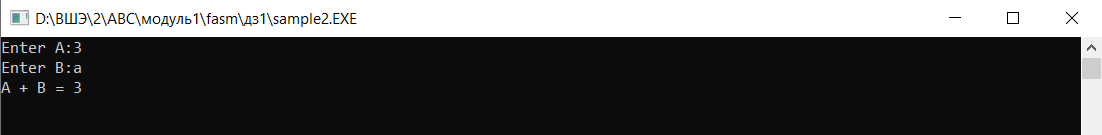 D:\ВШЭ\2\АВС\модуль1\fasm\дз1\sample2.EXE
Enter A:3
Enter B:a
A + B = 3